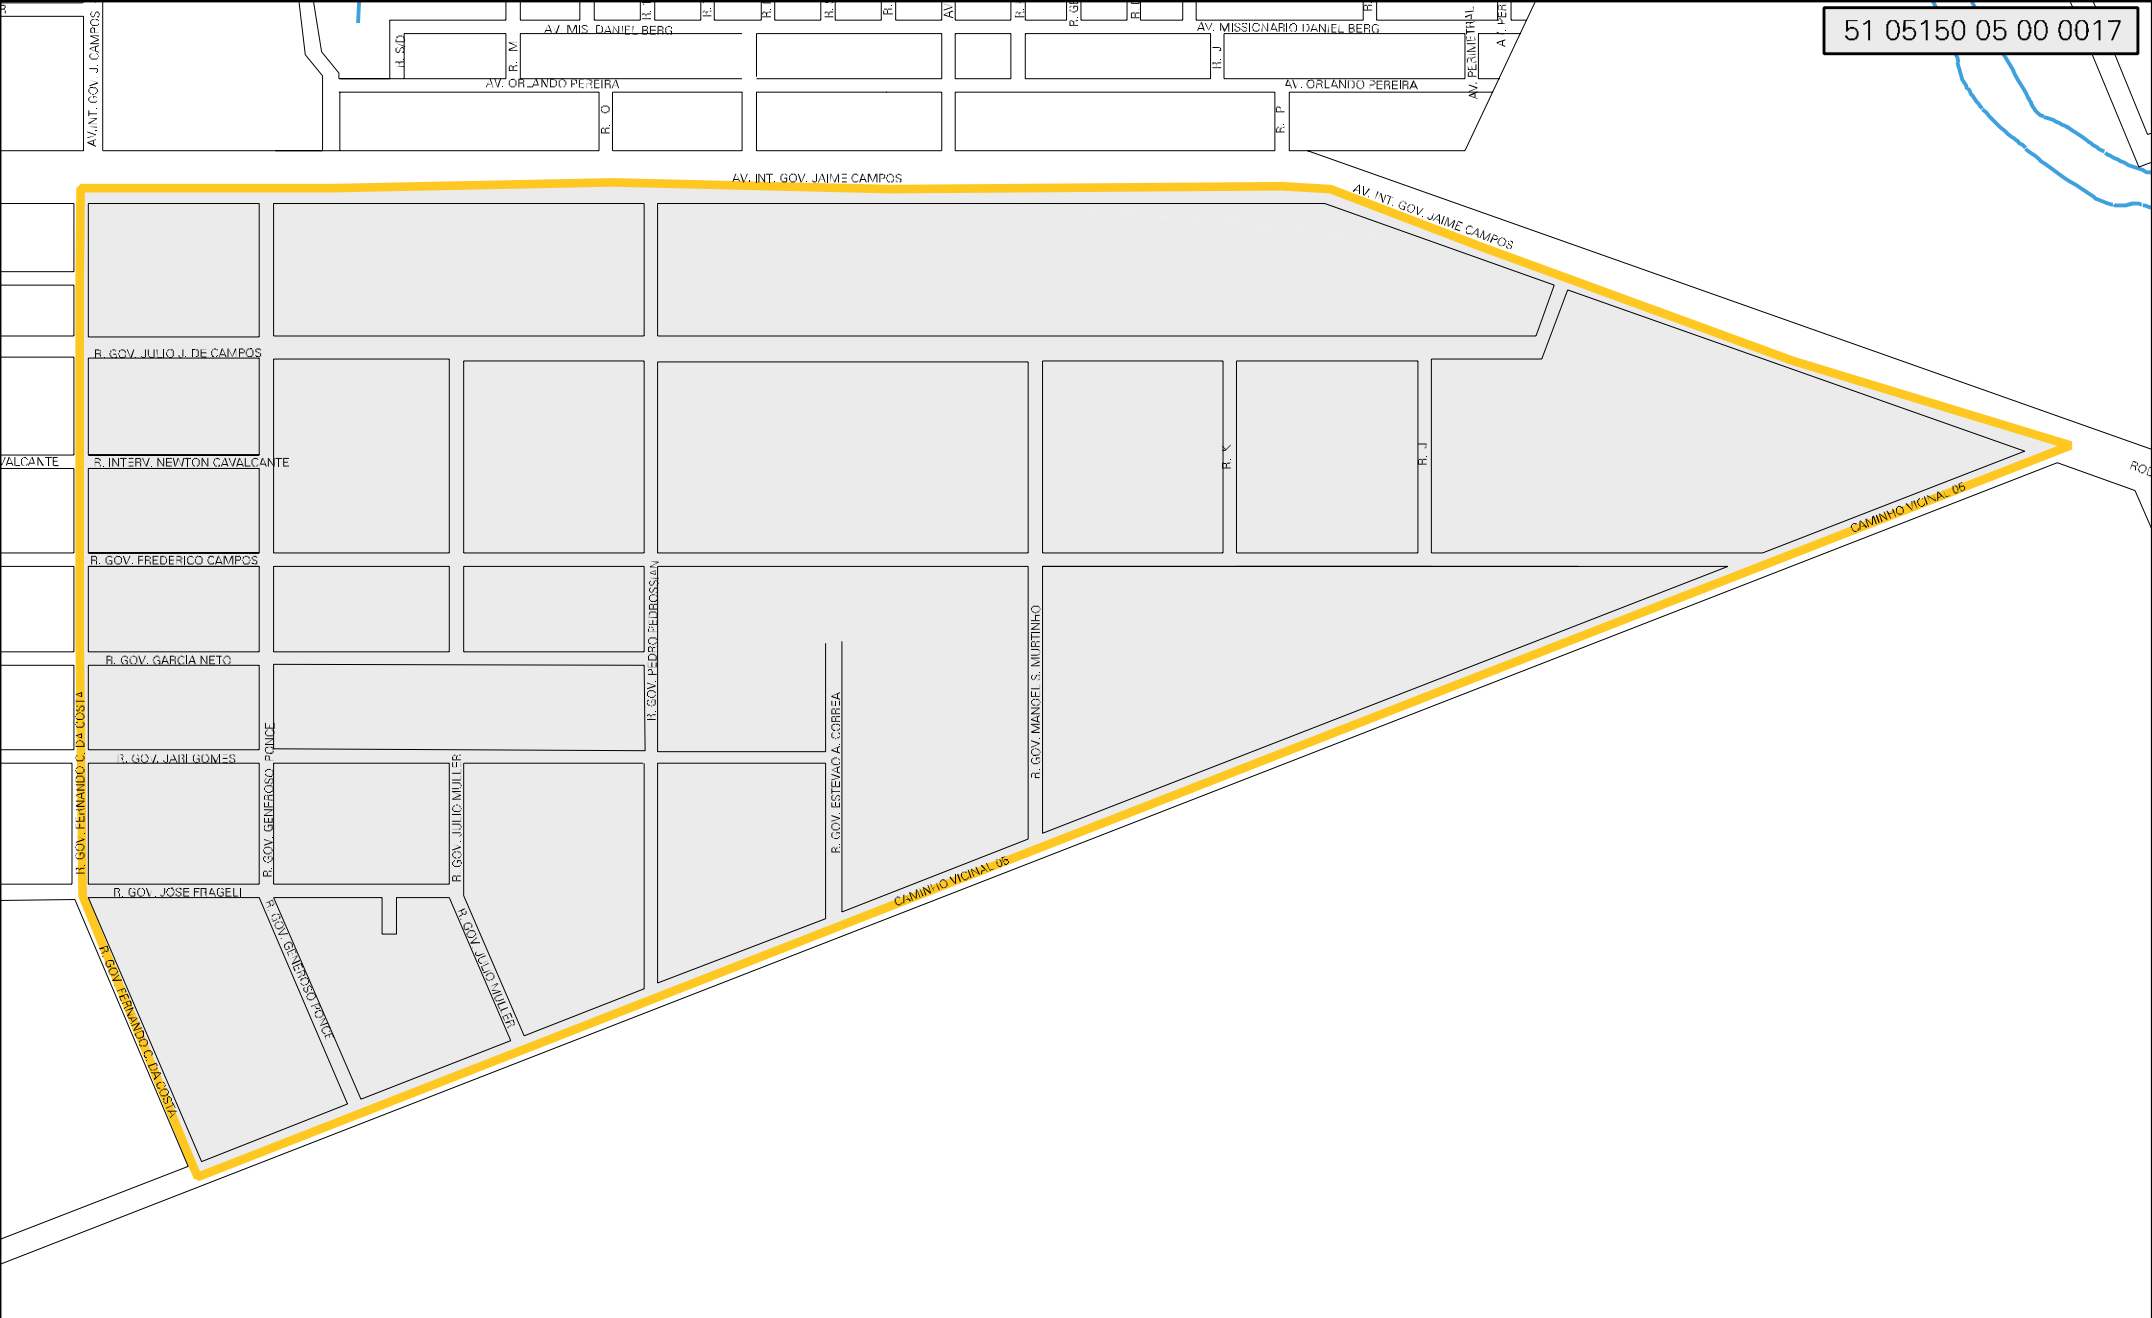 51 05150 05 00 0017
AV. MIS. DANIEL BERG
AV. MISSIONARIO DANIEL BERG
AV.INT. GOV. J. CAMPOS
R. S/D
R. M
R. J
AV. PERIMETRAL
AV. ORLANDO PEREIRA
AV. ORLANDO PEREIRA
R. O
R. P
AV. INT. GOV. JAIME CAMPOS
AV. INT. GOV. JAIME CAMPOS
R. GOV. JULIO J. DE CAMPOS
VALCANTE
R. INTERV. NEWTON CAVALCANTE
R. K
R. J
ROD
CAMINHO VICINAL 05
R. GOV. FREDERICO CAMPOS
R. GOV. PEDRO PEDROSSIAN
R. GOV. MANOEL S. MURTINHO
R. GOV. GARCIA NETO
R. GOV. FERNANDO C. DA COSTA
R. GOV. ESTEVAO A. CORREA
R. GOV. JARI GOMES
R. GOV. GENEROSO PONCE
R. GOV. JULIO MULLER
CAMINHO VICINAL 05
R. GOV. JOSE FRAGELI
R. GOV. GENEROSO PONCE
R. GOV. JULIO MULLER
R. GOV. FERNANDO C. DA COSTA